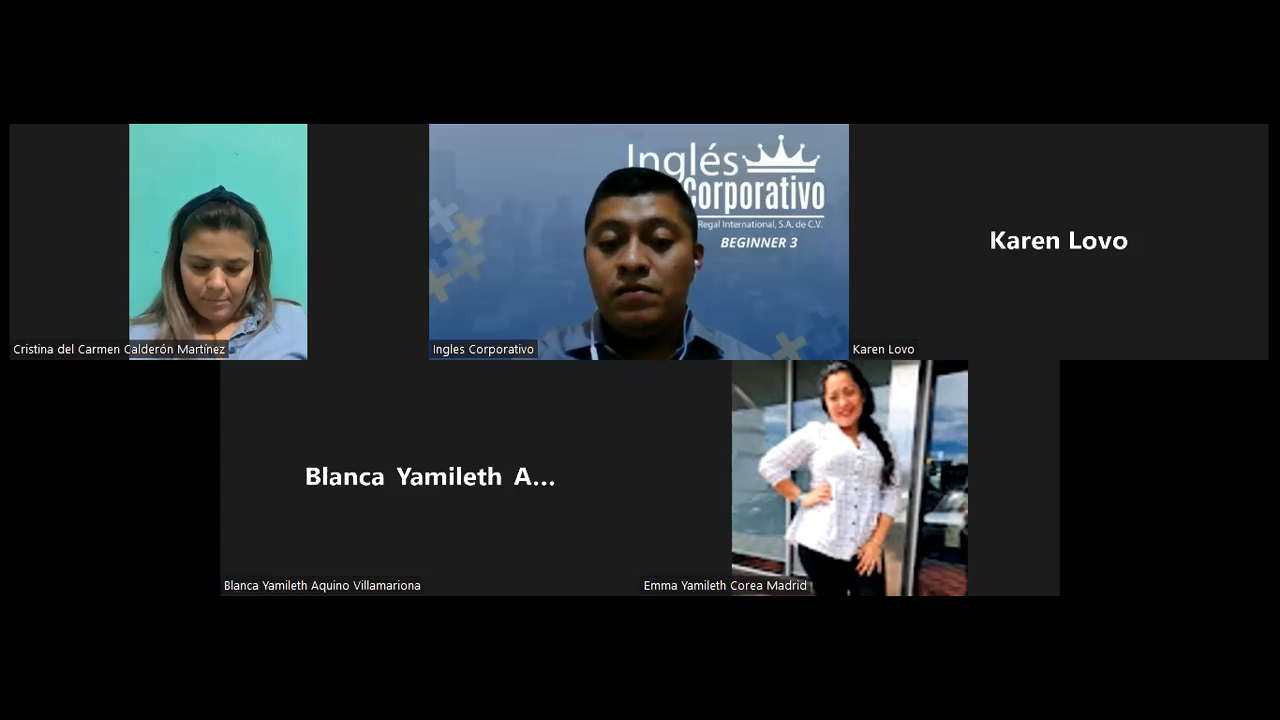 Inglés
Corporativo
Regal International, S.A. de C.V.
BEGINNER 3
Karen Lovo
Cristina del Carmen Calderón Martínez
Ingles Corporativo
Karen Lovo
Blanca Yamileth A...
Blanca Yamileth Aquino Villamariona
Emma Yamileth Corea Madrid